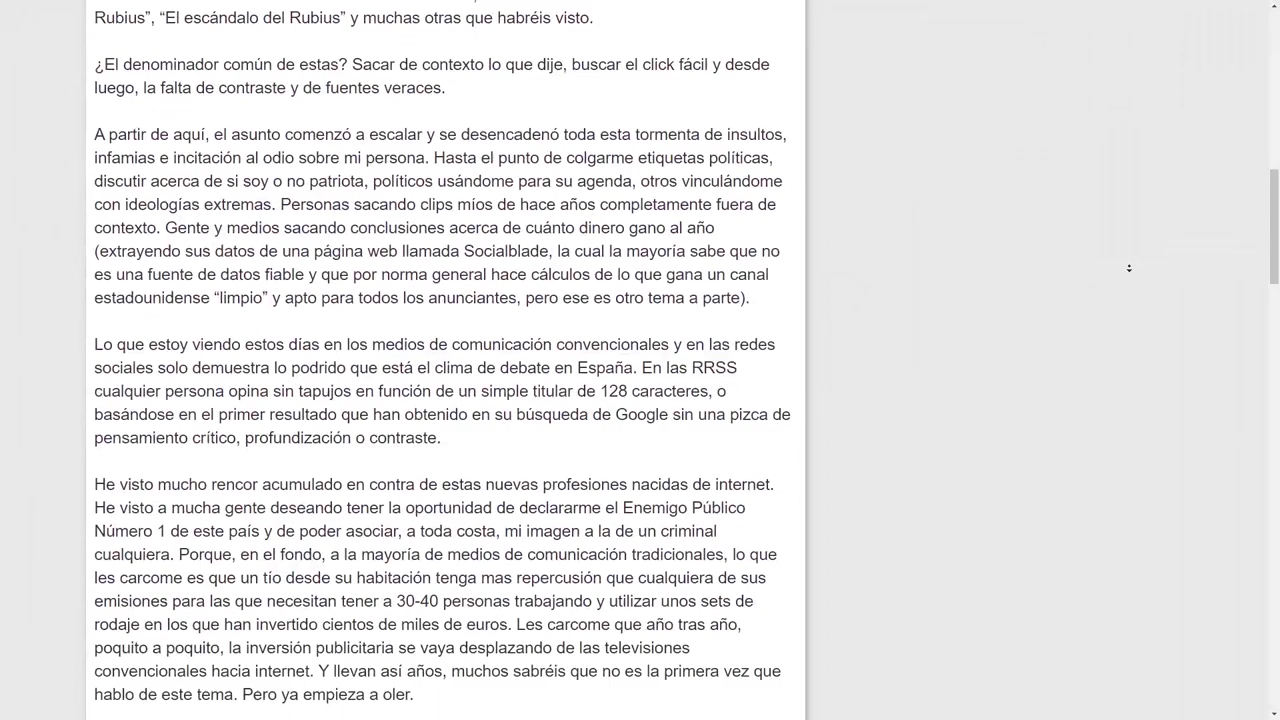 Rubius”, “El escándalo del Rubius” y muchas otras que habréis visto.
¿El denominador común de estas? Sacar de contexto lo que dije, buscar el click fácil y desde
luego, la falta de contraste y de fuentes veraces.
A partir de aquí, el asunto comenzó a escalar y se desencadenó toda esta tormenta de insultos,
infamias e incitación al odio sobre mi persona. Hasta el punto de colgarme etiquetas políticas,
discutir acerca de si soy o no patriota, políticos usándome para su agenda, otros vinculándome
con ideologías extremas. Personas sacando clips míos de hace años completamente fuera de
contexto. Gente y medios sacando conclusiones acerca de cuánto dinero gano al año
(extrayendo sus datos de una página web llamada Socialblade, la cual la mayoría sabe que no
es una fuente de datos fiable y que por norma general hace cálculos de lo que gana un canal
estadounidense “limpio” y apto para todos los anunciantes, pero ese es otro tema a parte).
Lo que estoy viendo estos días en los medios de comunicación convencionales y en las redes
sociales solo demuestra lo podrido que está el clima de debate en España. En las RRSS
cualquier persona opina sin tapujos en función de un simple titular de 128 caracteres, o
basándose en el primer resultado que han obtenido en su búsqueda de Google sin una pizca de
pensamiento crítico, profundización o contraste.
He visto mucho rencor acumulado en contra de estas nuevas profesiones nacidas de internet.
He visto a mucha gente deseando tener la oportunidad de declararme el Enemigo Público
Número 1 de este país y de poder asociar, a toda costa, mi imagen a la de un criminal
cualquiera. Porque, en el fondo, a la mayoría de medios de comunicación tradicionales, lo que
les carcome es que un tío desde su habitación tenga mas repercusión que cualquiera de sus
emisiones para las que necesitan tener a 30-40 personas trabajando y utilizar unos sets de
rodaje en los que han invertido cientos de miles de euros. Les carcome que año tras año,
poquito a poquito, la inversión publicitaria se vaya desplazando de las televisiones
convencionales hacia internet. Y llevan así años, muchos sabréis que no es la primera vez que
hablo de este tema. Pero ya empieza a oler.